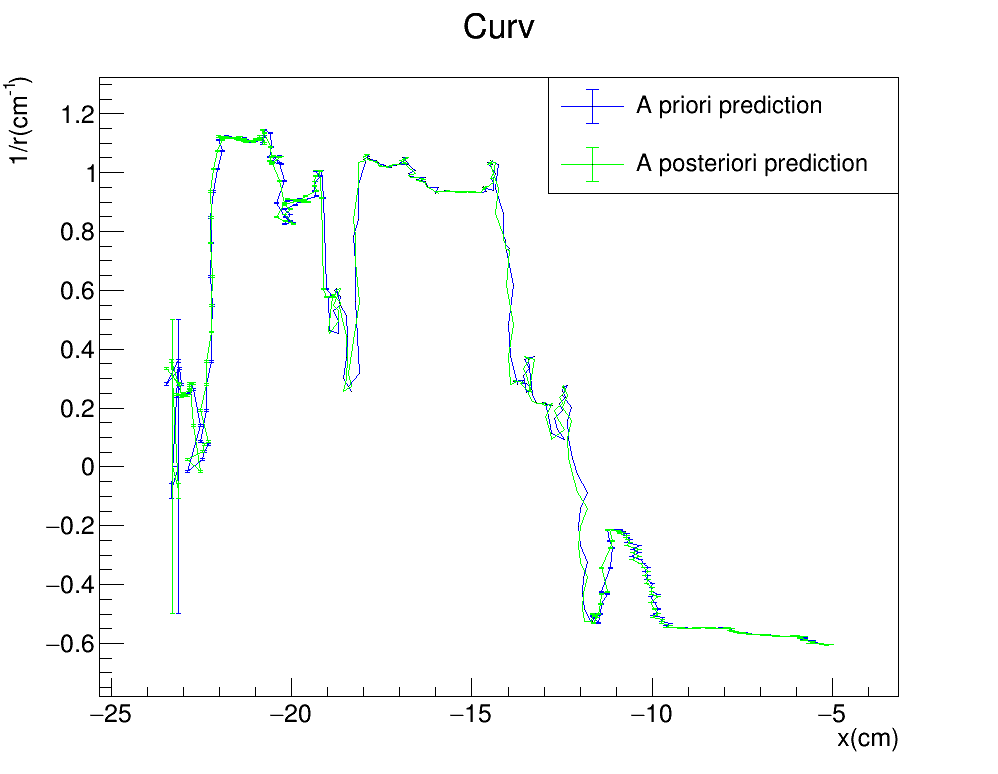 Curv
1/r(cm⁻¹)
A priori prediction
A posteriori prediction
1.2
1
0.8
0.6
0.4
0.2
0
−0.2
−0.4
−0.6
−25 −20 −15 −10 −5
x(cm)